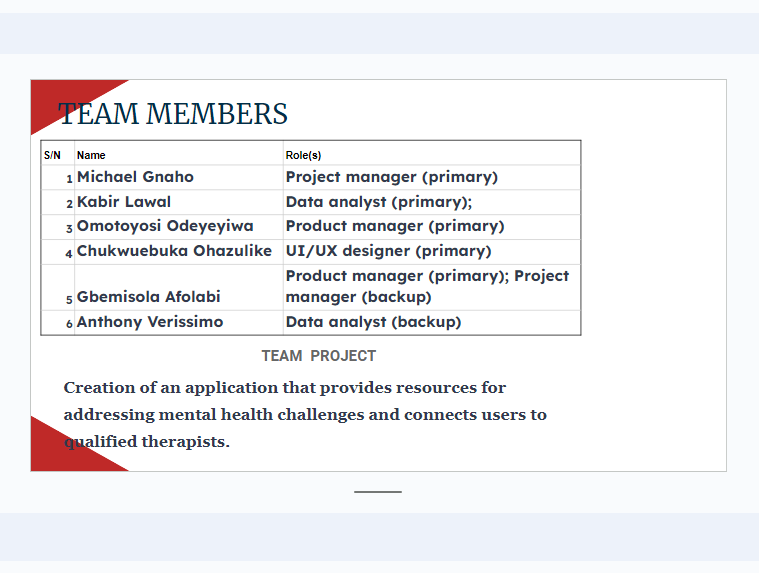 TEAM MEMBERS
S/N Name Role(s)
1 Michael Gnaho Project manager (primary)
2 Kabir Lawal Data analyst (primary);
3 Omotoyosi Odeyeyiwa Product manager (primary)
4 Chukwuebuka Ohazulike UI/UX designer (primary)
Product manager (primary); Project
5 Gbemisola Afolabi manager (backup)
6 Anthony Verissimo Data analyst (backup)
TEAM PROJECT
Creation of an application that provides resources for
addressing mental health challenges and connects users to
qualified therapists.